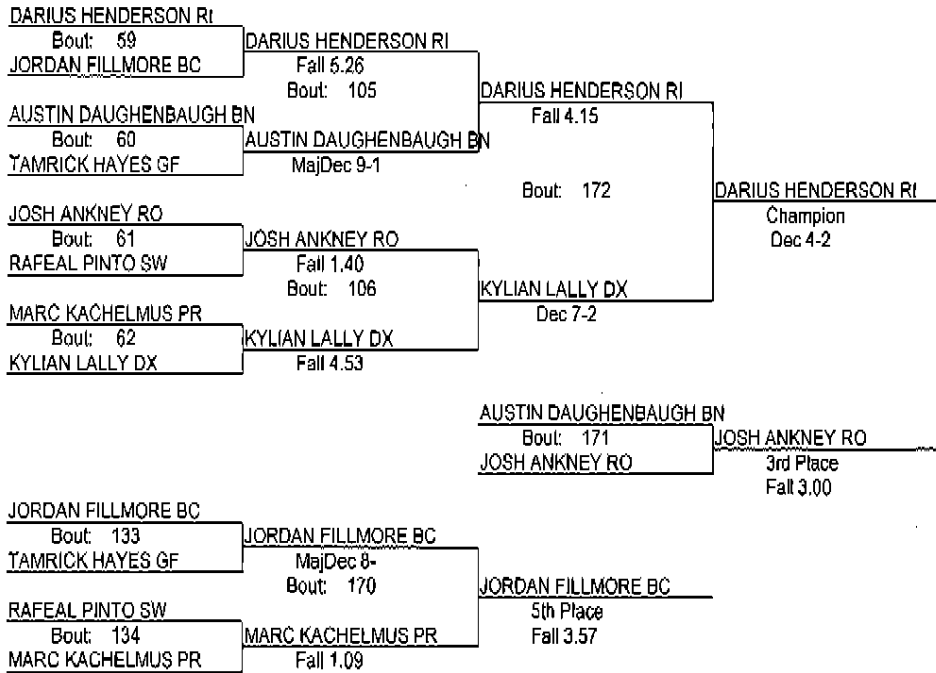 DARIUS HENDERSON RI
Bout: 59
JORDAN FILLMORE BC
DARIUS HENDERSON RI
Fall 5.26
Bout: 105
AUSTIN DAUGHENBAUGH BN
Bout: 60
TAMRICK HAYES GF
AUSTIN DAUGHENBAUGH BN
MajDec 9-1
DARIUS HENDERSON RI
Fall 4.15
Bout: 172
JOSH ANKNEY RO
Bout: 61
RAFEAL PINTO SW
JOSH ANKNEY RO
Fall 1.40
Bout: 106
MARC KACHELMUS PR
Bout: 62
KYLIAN LALLY DX
KYLIAN LALLY DX
Fall 4.53
KYLIAN LALLY DX
Dec 7-2
DARIUS HENDERSON RI
Champion
Dec 4-2
AUSTIN DAUGHENBAUGH BN
Bout: 171
JOSH ANKNEY RO
JOSH ANKNEY RO
3rd Place
Fall 3.00
JORDAN FILLMORE BC
Bout: 133
TAMRICK HAYES GF
JORDAN FILLMORE BC
MajDec 8-
Bout: 170
RAFEAL PINTO SW
Bout: 134
MARC KACHELMUS PR
MARC KACHELMUS PR
Fall 1.09
JORDAN FILLMORE BC
5th Place
Fall 3.57